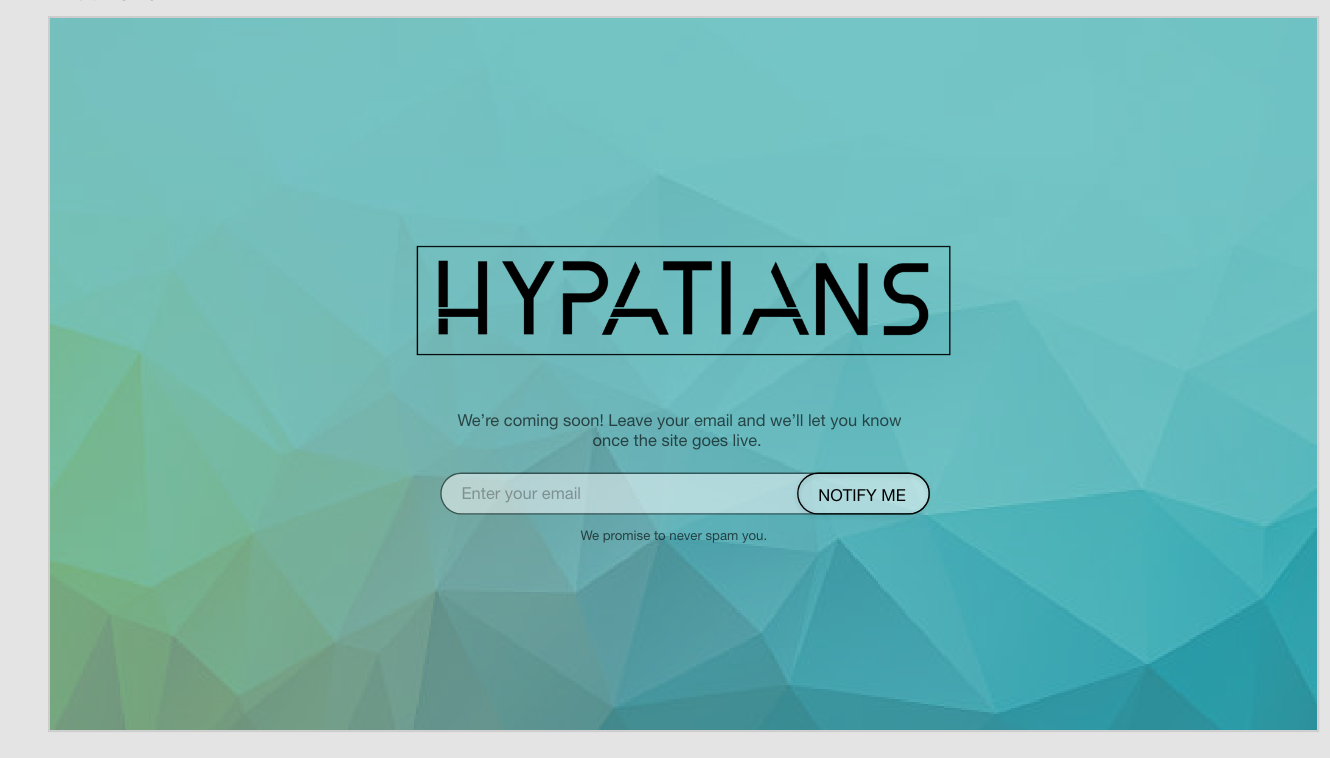 HYPATIANS
We’re coming soon! Leave your email and we’ll let you know
once the site goes live.
Enter your email
NOTIFY ME
We promise to never spam you.